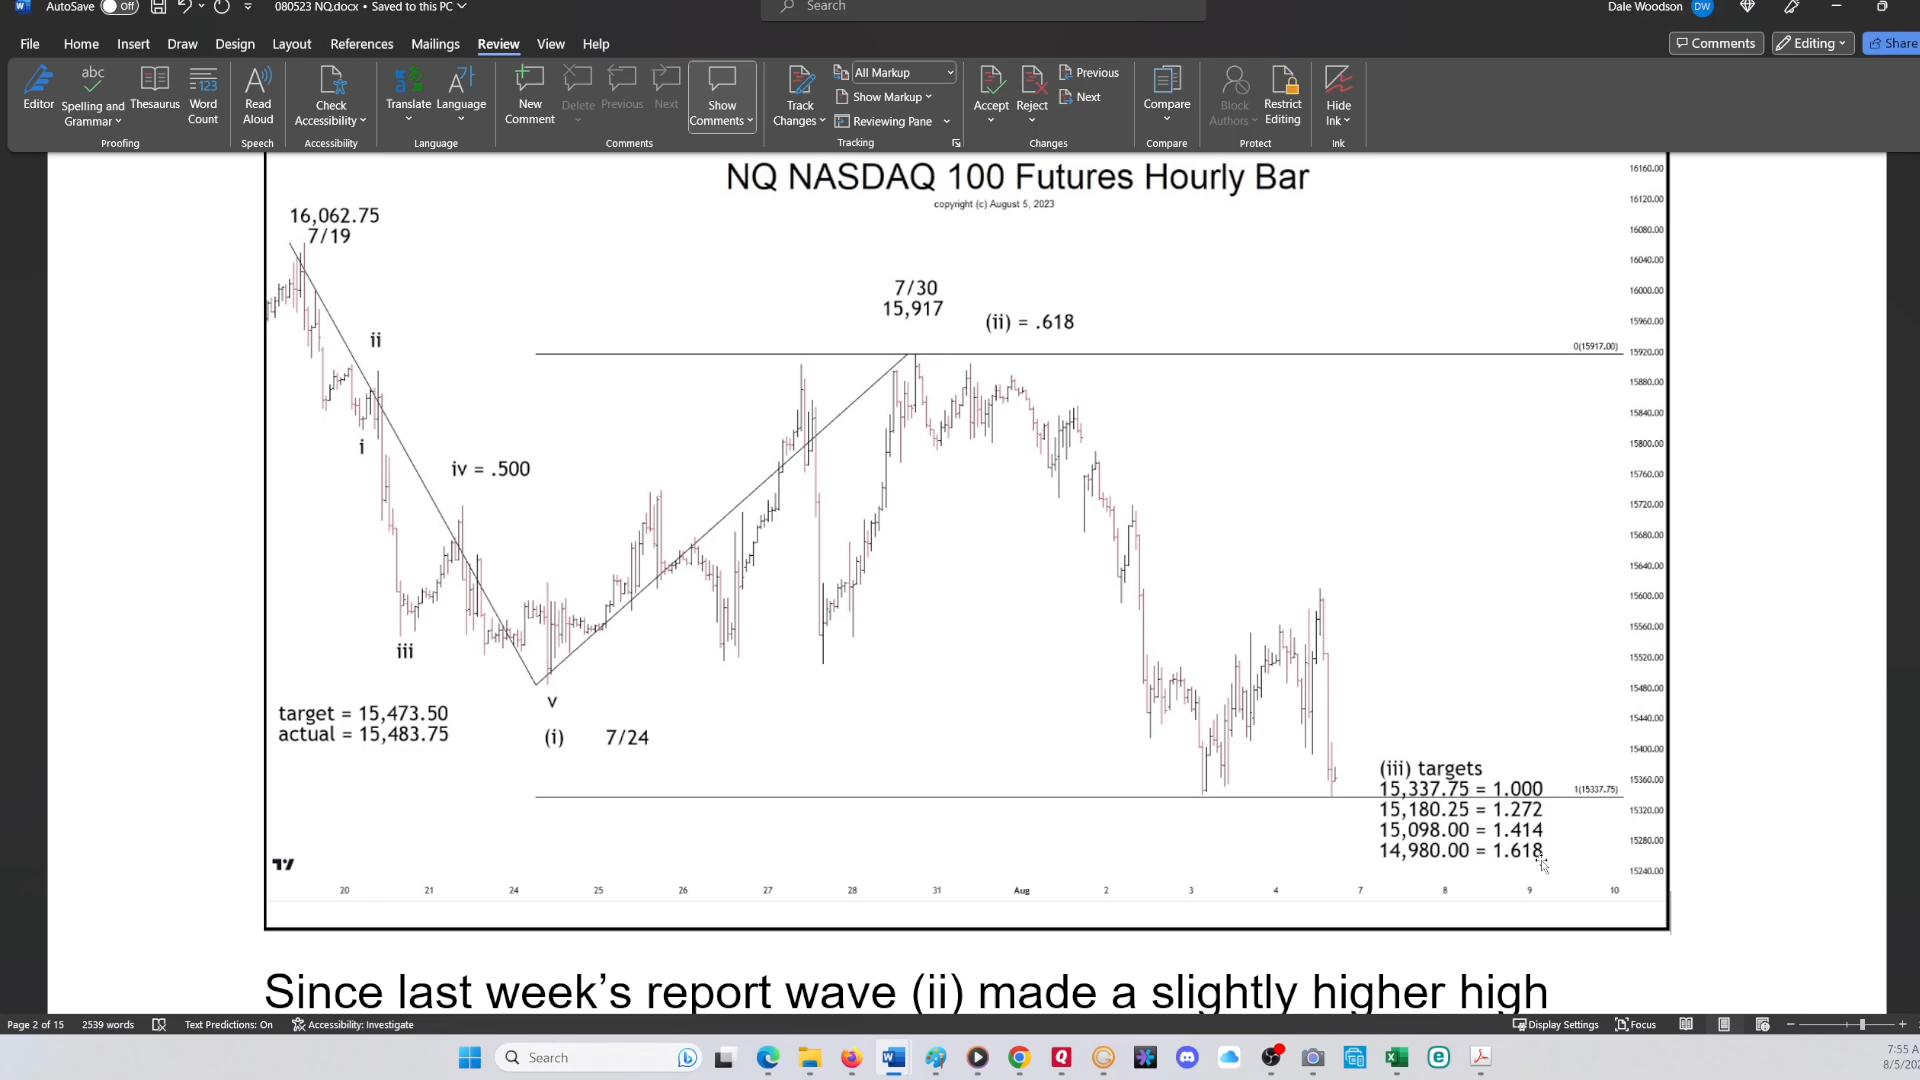 AutoSave Off 080523 NQ.docx • Saved to this PC Search Dale Woodson DW
File Home Insert Draw Design Layout References Mailings Review View Help Comments Editing Share
Editor
Spelling and
Grammar
Thesaurus
Word
Count
Proofing
Read
Aloud
Speech
Check
Accessibility
Accessibility
Translate
Language
Language
New
Comment
Delete
Previous
Next
Show
Comments
Comments
Track
Changes
All Markup
Show Markup
Reviewing Pane
Tracking
Accept
Reject
Previous
Next
Changes
Compare
Compare
Block
Authors
Restrict
Editing
Protect
Hide
Ink
Ink
NQ NASDAQ 100 Futures Hourly Bar
copyright (c) August 5, 2023
16,062.75
7/19
ii
i
iv = .500
iii
target = 15,473.50
actual = 15,483.75
v
(i) 7/24
7/30
15,917
(ii) = .618
0(15917.00)
1(15337.75)
(iii) targets
15,337.75 = 1.000
15,180.25 = 1.272
15,098.00 = 1.414
14,980.00 = 1.618
16160.00
16120.00
16080.00
16040.00
16000.00
15960.00
15920.00
15880.00
15840.00
15800.00
15760.00
15720.00
15680.00
15640.00
15600.00
15560.00
15520.00
15480.00
15440.00
15400.00
15360.00
15320.00
15280.00
15240.00
20 21 24 25 26 27 28 31 Aug 2 3 4 7 8 9 10
Since last week’s report wave (ii) made a slightly higher high
Page 2 of 15 2539 words Text Predictions: On Accessibility: Investigate Display Settings Focus
Search
7:55 A